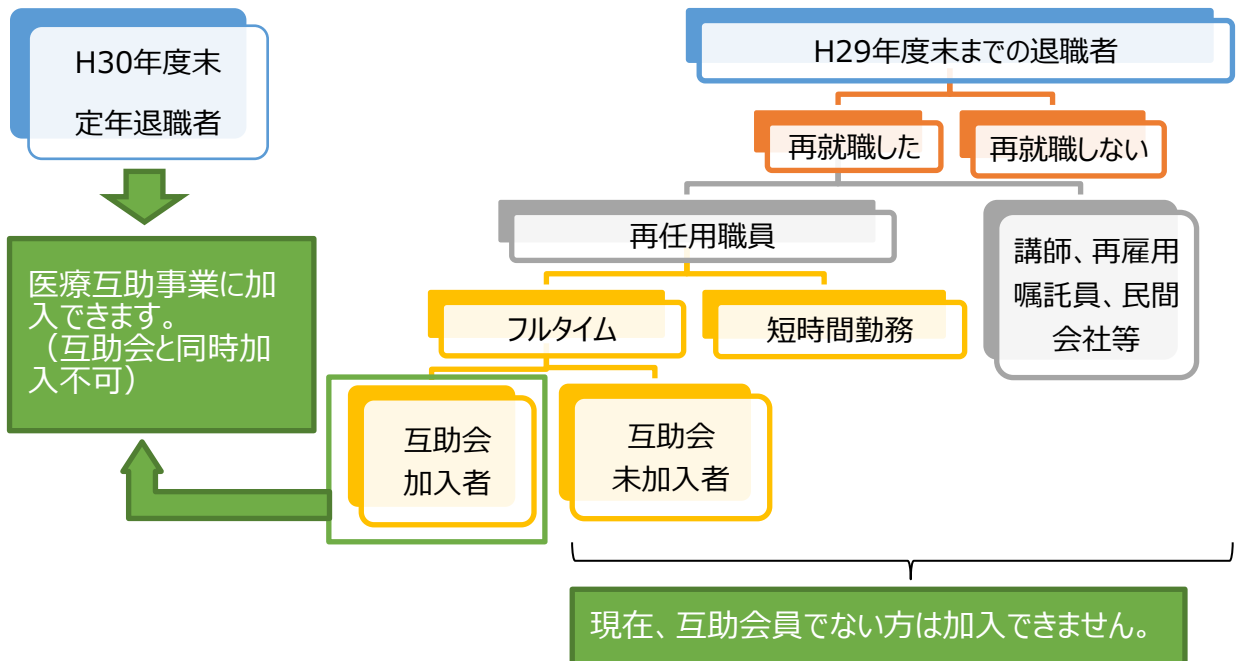 H30年度末
定年退職者
H29年度末までの退職者
再就職した
再就職しない
再任用職員
講師、再雇用
嘱託員、民間
会社等
医療互助事業に加
入できます。
（互助会と同時加
入不可）
フルタイム
短時間勤務
互助会
加入者
互助会
未加入者
現在、互助会員でない方は加入できません。